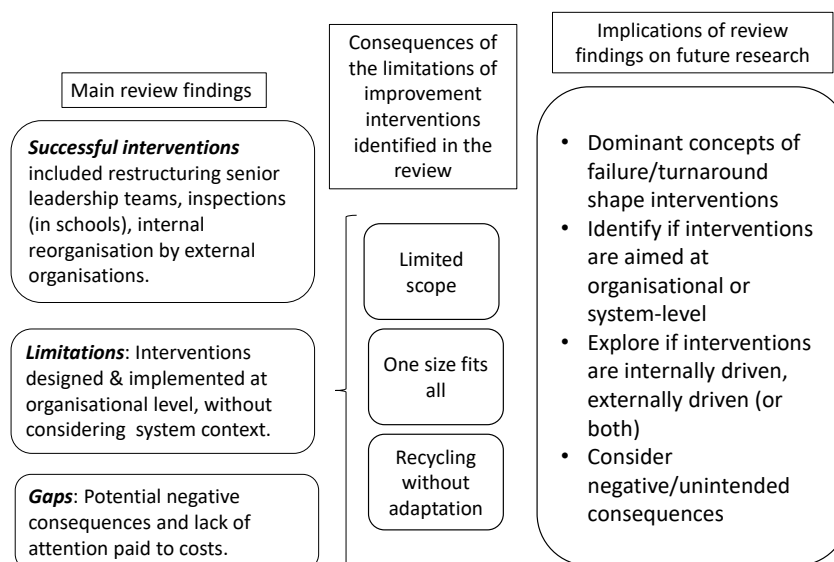 Main review findings
Successful interventions
included restructuring senior
leadership teams, inspections
(in schools), internal
reorganisation by external
organisations.
Limitations: Interventions
designed & implemented at
organisational level, without
considering system context.
Gaps: Potential negative
consequences and lack of
attention paid to costs.
Consequences of
the limitations of
improvement
interventions
identified in the
review
Limited
scope
One size fits
all
Recycling
without
adaptation
Implications of review
findings on future research
• Dominant concepts of
failure/turnaround
shape interventions
• Identify if interventions
are aimed at
organisational or
system-level
• Explore if interventions
are internally driven,
externally driven (or
both)
• Consider
negative/unintended
consequences